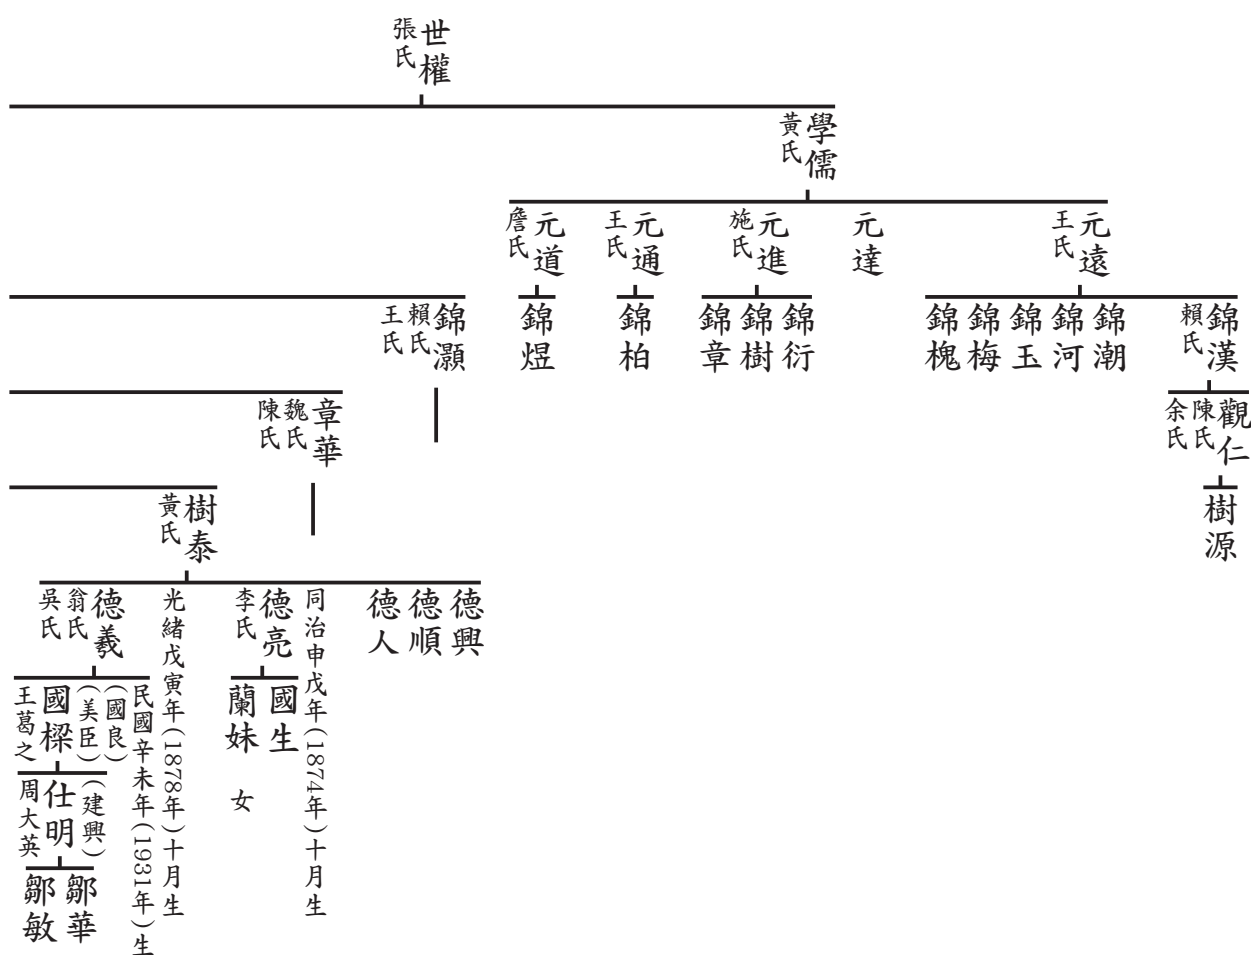 世權
張氏
學儒
黃氏
元遠
王氏
元達
元進
施氏
元通
王氏
元道
詹氏
錦漢
賴氏
錦潮
錦河
錦玉
錦梅
錦槐
錦衍
錦樹
錦章
錦柏
錦煜
錦灝
賴氏
王氏
觀仁
陳氏
余氏
章華
魏氏
陳氏
樹源
樹泰
黃氏
德興
德順
德人
同治申戊年(1874年)十月生
德亮
李氏
光緒戊寅年(1878年)十月生
德義
翁氏
吳氏
國生
蘭妹 女
民國辛未年(1931年)生
(國良)
(美臣)
國樑
王葛之
(建興)
仕明
周大英
鄒華
鄒敏